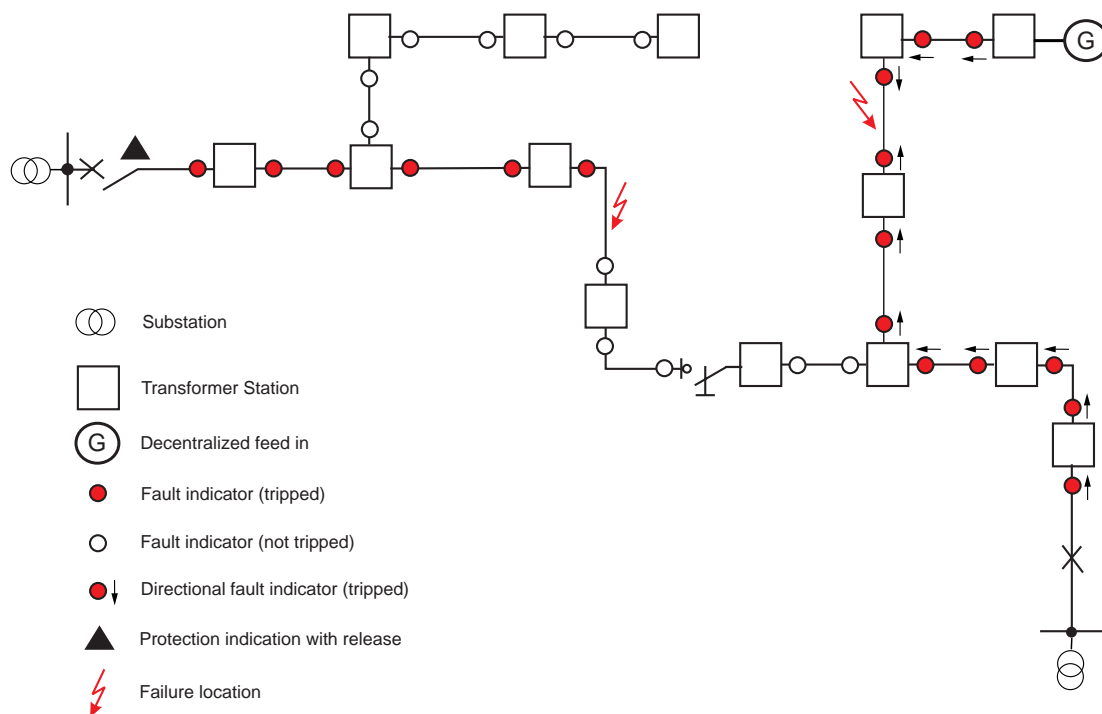 G
Substation
Transformer Station
G
Decentralized feed in
Fault indicator (tripped)
Fault indicator (not tripped)
Directional fault indicator (tripped)
Protection indication with release
Failure location